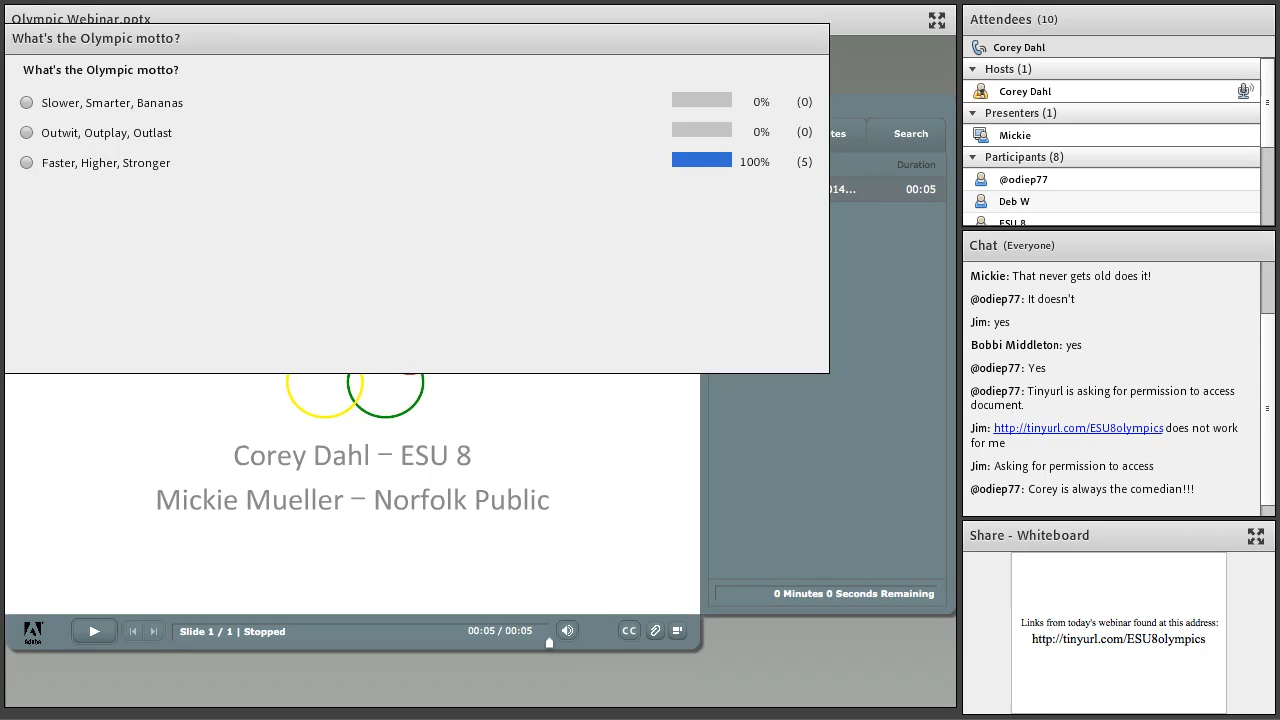 Olympic Webinar.pptx
What's the Olympic motto?
What's the Olympic motto?
Slower, Smarter, Bananas 0% (0)
Outwit, Outplay, Outlast 0% (0)
Faster, Higher, Stronger 100% (5)
Search
Duration
014... 00:05
Corey Dahl – ESU 8
Mickie Mueller – Norfolk Public
0 Minutes 0 Seconds Remaining
Adobe
Slide 1 / 1 | Stopped 00:05 / 00:05 CC
Attendees (10)
Corey Dahl
Hosts (1)
Corey Dahl
Presenters (1)
Mickie
Participants (8)
@odiep77
Deb W
ESU 8
Chat (Everyone)
Mickie: That never gets old does it!
@odiep77: It doesn't
Jim: yes
Bobbi Middleton: yes
@odiep77: Yes
@odiep77: Tinyurl is asking for permission to access
document.
Jim: http://tinyurl.com/ESU8olympics does not work
for me
Jim: Asking for permission to access
@odiep77: Corey is always the comedian!!!
Share - Whiteboard
Links from today's webinar found at this address:
http://tinyurl.com/ESU8olympics